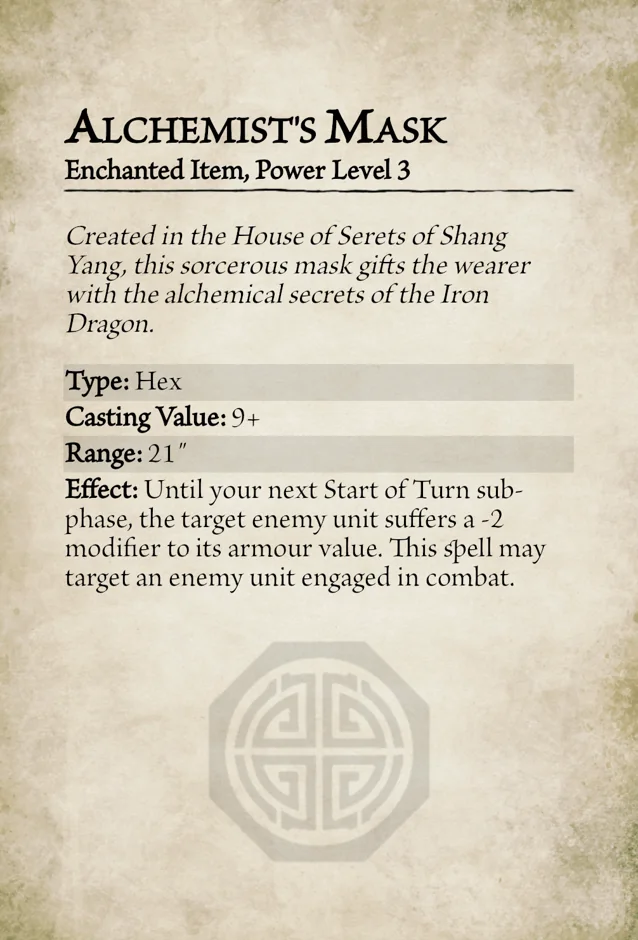 Alchemist's Mask
Enchanted Item, Power Level 3
Created in the House of Serets of Shang
Yang, this sorcerous mask gifts the wearer
with the alchemical secrets of the Iron
Dragon.
Type: Hex
Casting Value: 9+
Range: 21"
Effect: Until your next Start of Turn sub-
phase, the target enemy unit suffers a -2
modifier to its armour value. This spell may
target an enemy unit engaged in combat.